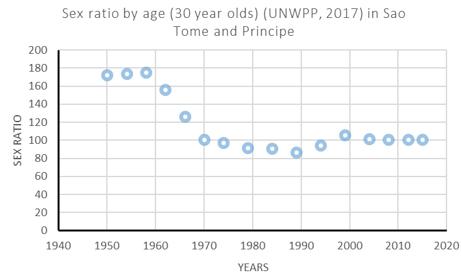 Sex ratio by age (30 year olds) (UNWPP, 2017) in Sao
Tome and Principe
200
180
160
140
120
100
80
60
40
20
0
SEX RATIO
1940 1950 1960 1970 1980 1990 2000 2010 2020
YEARS